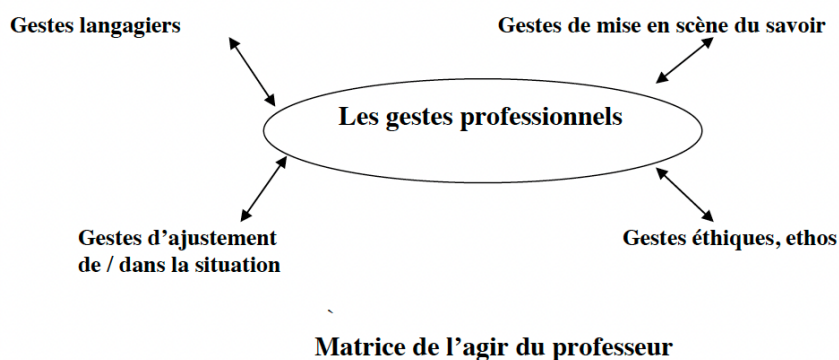 Gestes langagiers
Gestes de mise en scène du savoir
Les gestes professionnels
Gestes d'ajustement
de / dans la situation
Gestes éthiques, ethos
Matrice de l'agir du professeur